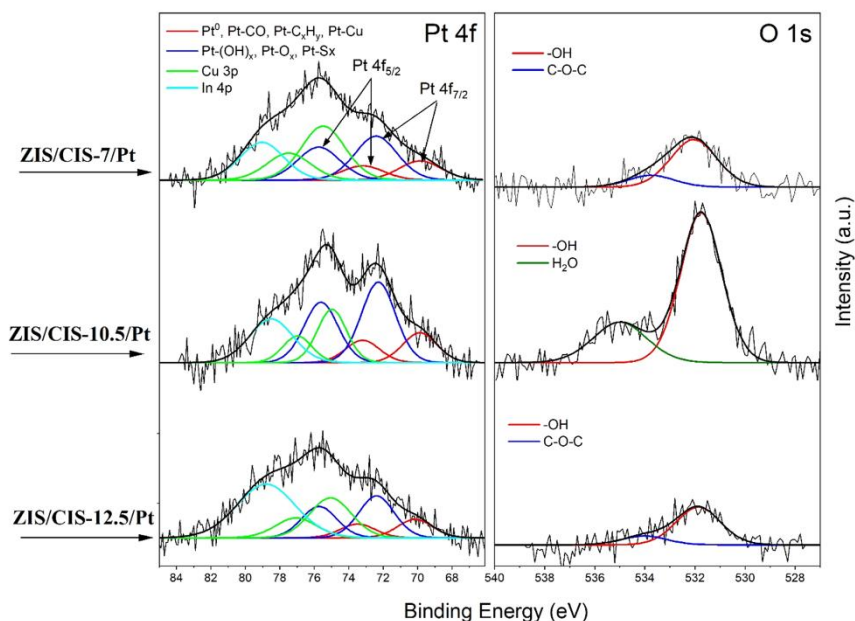 Pt⁰, Pt-CO, Pt-CₓHᵧ, Pt-Cu
Pt-(OH)ₓ, Pt-Oₓ, Pt-Sx
Cu 3p
In 4p
Pt 4f
Pt 4f₅/₂
Pt 4f₇/₂
O 1s
-OH
C-O-C
ZIS/CIS-7/Pt
-OH
H₂O
ZIS/CIS-10.5/Pt
-OH
C-O-C
ZIS/CIS-12.5/Pt
Intensity (a.u.)
84 82 80 78 76 74 72 70 68 66
540 538 536 534 532 530 528
Binding Energy (eV)